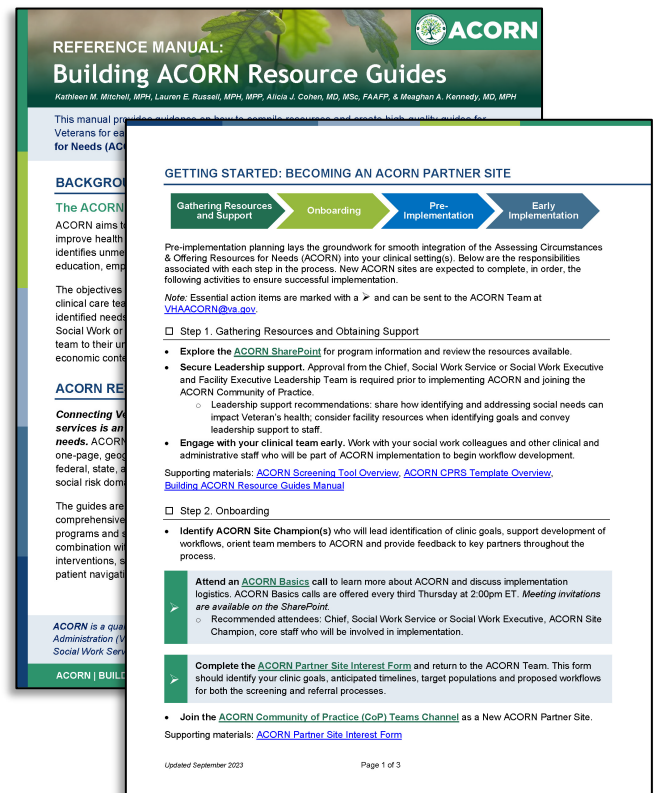 ACORN
REFERENCE MANUAL:
Building ACORN Resource Guides
Kathleen M. Mitchell, MPH, Lauren E. Russell, MPH, MPP, Alicia J. Cohen, MD, MSc, FAAFP, & Meaghan A. Kennedy, MD, MPH
This manual provides guidance on how to compile resources and create high-quality guides for
Veterans for ea
for Needs (AC
BACKGROU
The ACORN
ACORN aims to
improve health
identifies unme
education, emp
The objectives
clinical care tea
identified needs
Social Work or
team to their un
economic conte
ACORN RE
Connecting Ve
services is an
needs. ACORN
one-page, geog
federal, state, a
social risk doma
The guides are
comprehensive
programs and s
combination wit
interventions, s
patient navigati
ACORN is a qual
Administration (V
Social Work Serv
ACORN | BUILD
GETTING STARTED: BECOMING AN ACORN PARTNER SITE
Gathering Resources
and Support
Onboarding
Pre-
Implementation
Early
Implementation
Pre-implementation planning lays the groundwork for smooth integration of the Assessing Circumstances
& Offering Resources for Needs (ACORN) into your clinical setting(s). Below are the responsibilities
associated with each step in the process. New ACORN sites are expected to complete, in order, the
following activities to ensure successful implementation.
Note: Essential action items are marked with a ➢ and can be sent to the ACORN Team at
VHAACORN@va.gov.
☐ Step 1. Gathering Resources and Obtaining Support
• Explore the ACORN SharePoint for program information and review the resources available.
• Secure Leadership support. Approval from the Chief, Social Work Service or Social Work Executive
and Facility Executive Leadership Team is required prior to implementing ACORN and joining the
ACORN Community of Practice.
○ Leadership support recommendations: share how identifying and addressing social needs can
impact Veteran's health; consider facility resources when identifying goals and convey
leadership support to staff.
• Engage with your clinical team early. Work with your social work colleagues and other clinical and
administrative staff who will be part of ACORN implementation to begin workflow development.
Supporting materials: ACORN Screening Tool Overview, ACORN CPRS Template Overview,
Building ACORN Resource Guides Manual
☐ Step 2. Onboarding
• Identify ACORN Site Champion(s) who will lead identification of clinic goals, support development of
workflows, orient team members to ACORN and provide feedback to key partners throughout the
process.
➢ Attend an ACORN Basics call to learn more about ACORN and discuss implementation
logistics. ACORN Basics calls are offered every third Thursday at 2:00pm ET. Meeting invitations
are available on the SharePoint.
○ Recommended attendees: Chief, Social Work Service or Social Work Executive, ACORN Site
Champion, core staff who will be involved in implementation.
➢ Complete the ACORN Partner Site Interest Form and return to the ACORN Team. This form
should identify your clinic goals, anticipated timelines, target populations and proposed workflows
for both the screening and referral processes.
• Join the ACORN Community of Practice (CoP) Teams Channel as a New ACORN Partner Site.
Supporting materials: ACORN Partner Site Interest Form
Updated September 2023
Page 1 of 3